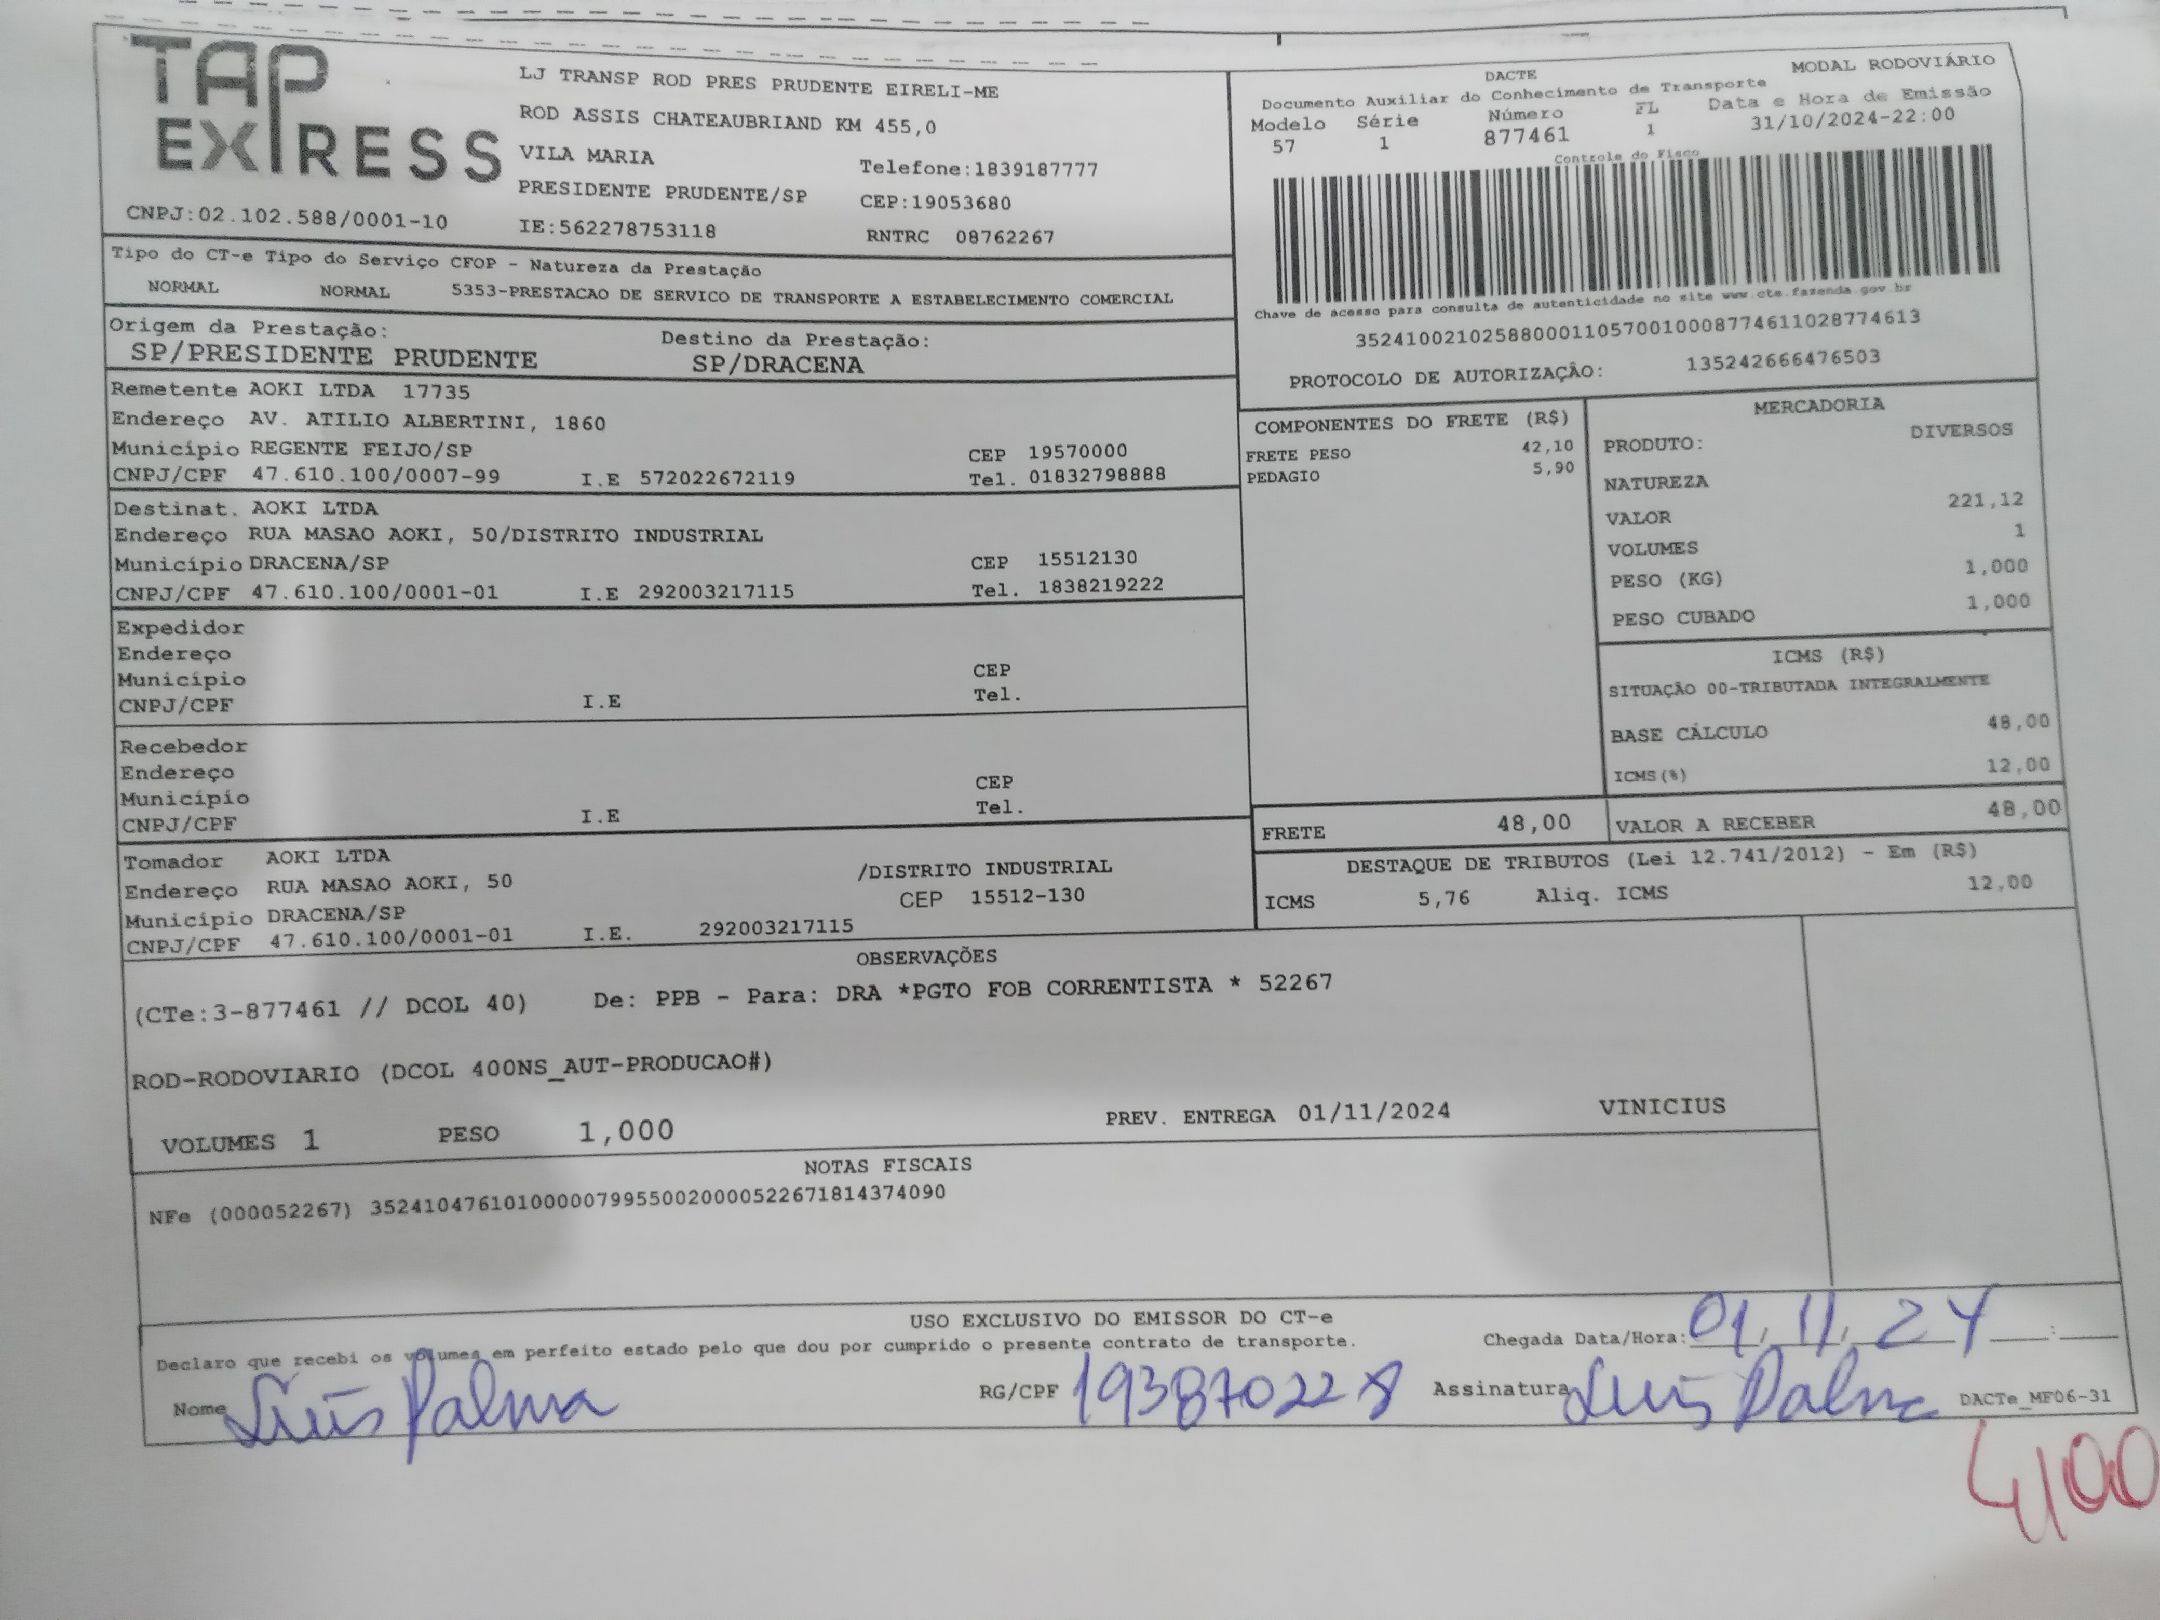 TAP
EXPRESS
CNPJ:02.102.588/0001-10
LJ TRANSP ROD PRES PRUDENTE EIRELI-ME
ROD ASSIS CHATEAUBRIAND KM 455,0
VILA MARIA Telefone:1839187777
PRESIDENTE PRUDENTE/SP CEP:19053680
IE:562278753118 RNTRC 08762267
DACTE MODAL RODOVIÁRIO
Documento Auxiliar do Conhecimento de Transporte
Modelo Série Número FL Data e Hora de Emissão
57 1 877461 1 31/10/2024-22:00
Controle do Fisco
Chave de acesso para consulta de autenticidade no site www.cte.fazenda.gov.br
35241002102588000110570010008774611028774613
PROTOCOLO DE AUTORIZAÇÂO: 135242666476503
Tipo do CT-e Tipo do Serviço CFOP - Natureza da Prestação
NORMAL NORMAL 5353-PRESTACAO DE SERVICO DE TRANSPORTE A ESTABELECIMENTO COMERCIAL
Origem da Prestação: Destino da Prestação:
SP/PRESIDENTE PRUDENTE SP/DRACENA
Remetente AOKI LTDA 17735
Endereço AV. ATILIO ALBERTINI, 1860
Município REGENTE FEIJO/SP CEP 19570000
CNPJ/CPF 47.610.100/0007-99 I.E 572022672119 Tel. 01832798888
Destinat. AOKI LTDA
Endereço RUA MASAO AOKI, 50/DISTRITO INDUSTRIAL
Município DRACENA/SP CEP 15512130
CNPJ/CPF 47.610.100/0001-01 I.E 292003217115 Tel. 1838219222
Expedidor
Endereço
Município CEP
CNPJ/CPF I.E Tel.
Recebedor
Endereço
Município CEP
CNPJ/CPF I.E Tel.
Tomador AOKI LTDA
Endereço RUA MASAO AOKI, 50 /DISTRITO INDUSTRIAL
Município DRACENA/SP CEP 15512-130
CNPJ/CPF 47.610.100/0001-01 I.E. 292003217115
COMPONENTES DO FRETE (R$)
FRETE PESO 42,10
PEDAGIO 5,90
MERCADORIA
PRODUTO: DIVERSOS
NATUREZA
VALOR 221,12
VOLUMES 1
PESO (KG) 1,000
PESO CUBADO 1,000
ICMS (R$)
SITUAÇÃO 00-TRIBUTADA INTEGRALMENTE
BASE CÁLCULO 48,00
ICMS(%) 12,00
FRETE 48,00 VALOR A RECEBER 48,00
DESTAQUE DE TRIBUTOS (Lei 12.741/2012) - Em (R$)
ICMS 5,76 Aliq. ICMS 12,00
OBSERVAÇÕES
(CTe:3-877461 // DCOL 40) De: PPB - Para: DRA *PGTO FOB CORRENTISTA * 52267
ROD-RODOVIARIO (DCOL 400NS_AUT-PRODUCAO#)
VOLUMES 1 PESO 1,000 PREV. ENTREGA 01/11/2024 VINICIUS
NOTAS FISCAIS
NFe (000052267) 35241047610100000799550020000522671814374090
USO EXCLUSIVO DO EMISSOR DO CT-e
Declaro que recebi os volumes em perfeito estado pelo que dou por cumprido o presente contrato de transporte. Chegada Data/Hora: 01 11 24 :
Nome Luis Palma RG/CPF 193870228 Assinatura Luis Palma DACTe_MF06-31
4,00